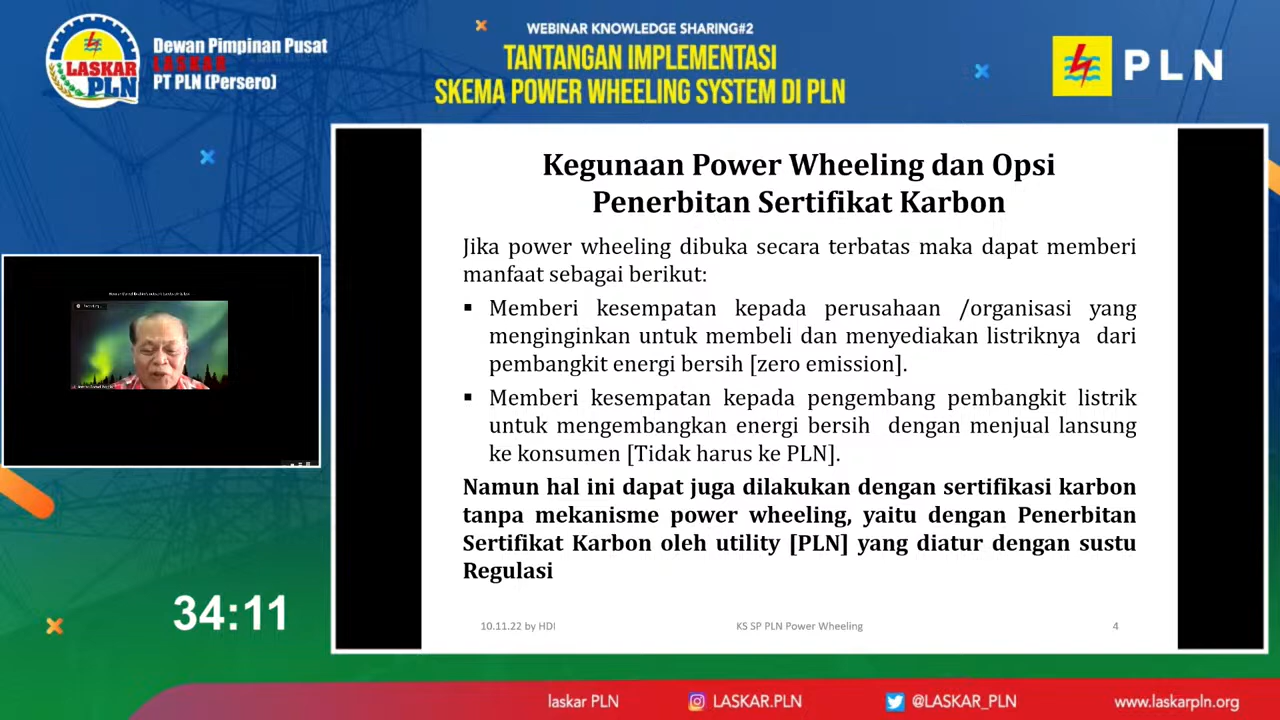 LASKAR
PLN
Dewan Pimpinan Pusat
LASKAR
PT PLN (Persero)
WEBINAR KNOWLEDGE SHARING#2
TANTANGAN IMPLEMENTASI
SKEMA POWER WHEELING SYSTEM DI PLN
PLN
Kegunaan Power Wheeling dan Opsi
Penerbitan Sertifikat Karbon
Jika power wheeling dibuka secara terbatas maka dapat memberi
manfaat sebagai berikut:
▪ Memberi kesempatan kepada perusahaan /organisasi yang
menginginkan untuk membeli dan menyediakan listriknya dari
pembangkit energi bersih [zero emission].
▪ Memberi kesempatan kepada pengembang pembangkit listrik
untuk mengembangkan energi bersih dengan menjual lansung
ke konsumen [Tidak harus ke PLN].
Namun hal ini dapat juga dilakukan dengan sertifikasi karbon
tanpa mekanisme power wheeling, yaitu dengan Penerbitan
Sertifikat Karbon oleh utility [PLN] yang diatur dengan sustu
Regulasi
10.11.22 by HDI
KS SP PLN Power Wheeling
4
34:11
laskar PLN
LASKAR.PLN
@LASKAR_PLN
www.laskarpln.org